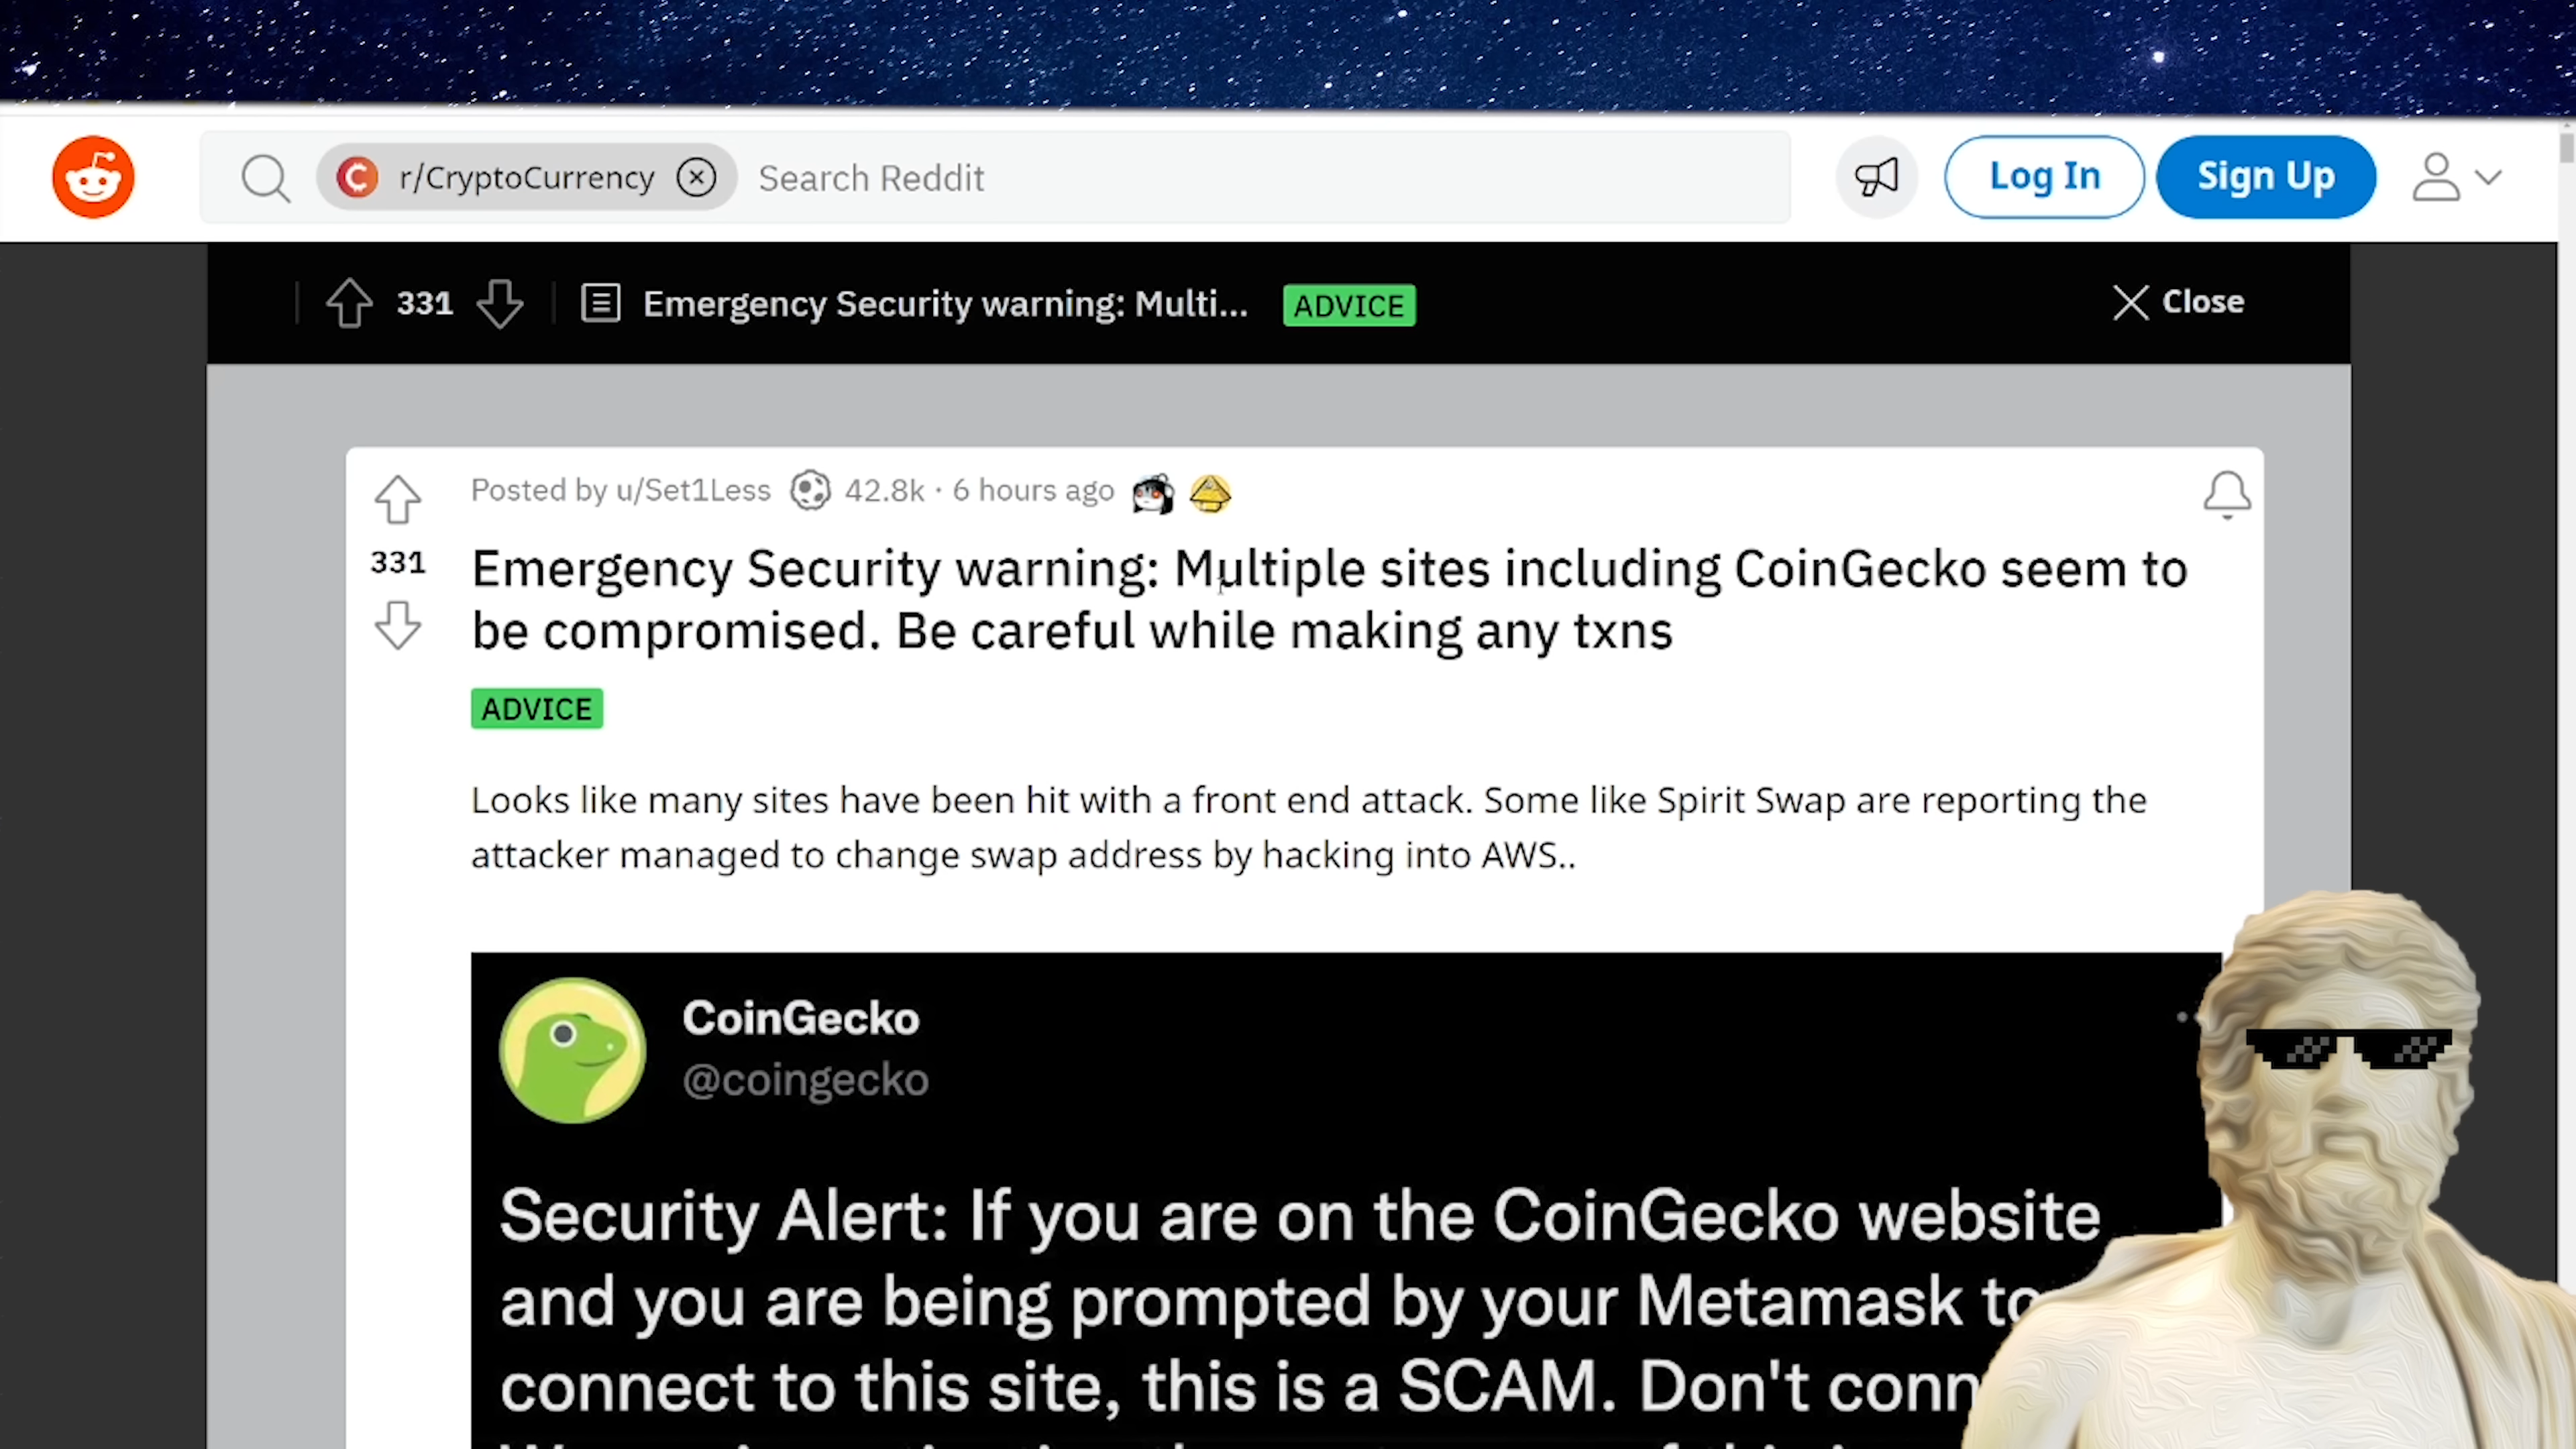 r/CryptoCurrency Search Reddit Log In Sign Up
331 Emergency Security warning: Multi... ADVICE Close
Posted by u/Set1Less 42.8k · 6 hours ago
331
Emergency Security warning: Multiple sites including CoinGecko seem to
be compromised. Be careful while making any txns
ADVICE
Looks like many sites have been hit with a front end attack. Some like Spirit Swap are reporting the
attacker managed to change swap address by hacking into AWS..
CoinGecko
@coingecko
Security Alert: If you are on the CoinGecko website
and you are being prompted by your Metamask to
connect to this site, this is a SCAM. Don't conn